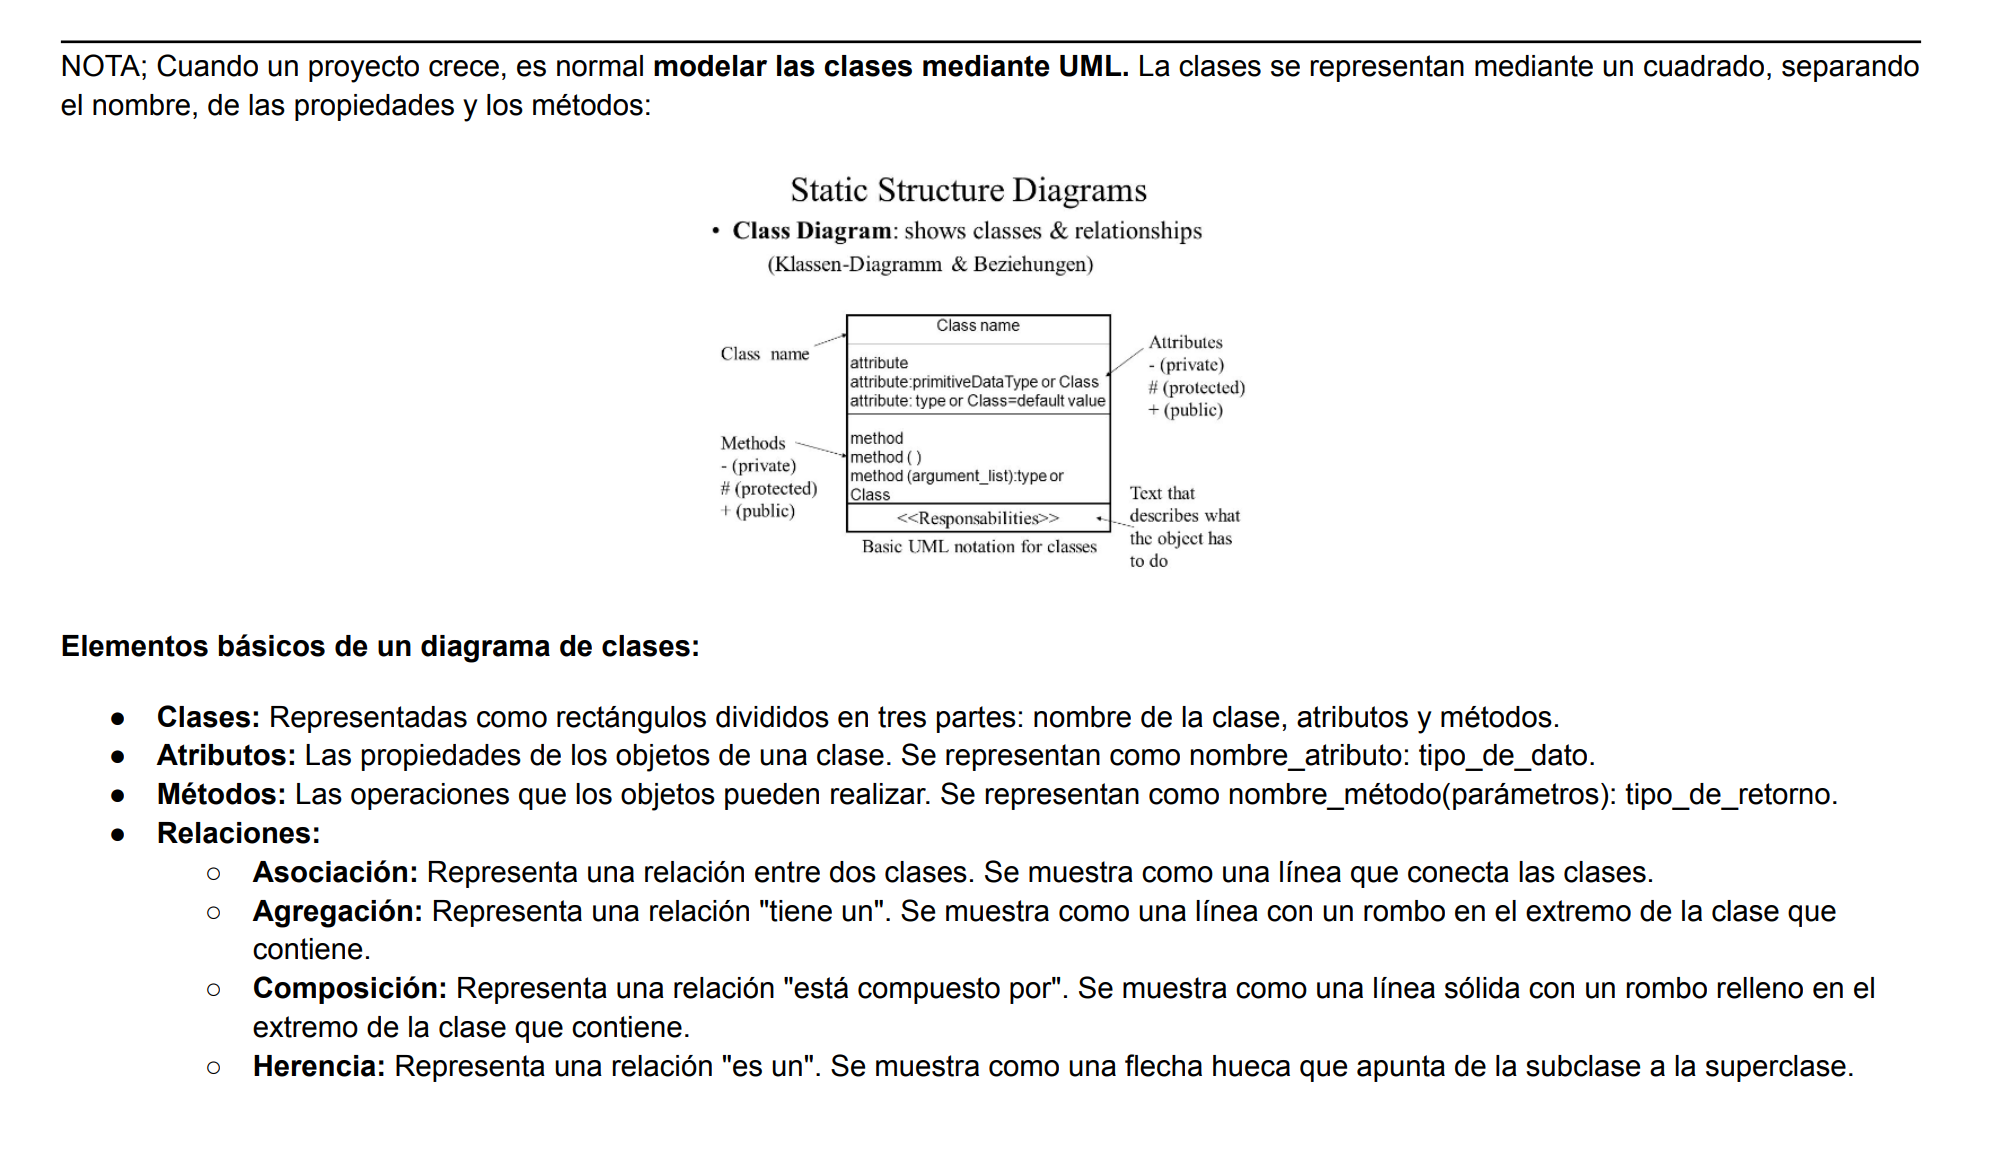 NOTA; Cuando un proyecto crece, es normal modelar las clases mediante UML. La clases se representan mediante un cuadrado, separando
el nombre, de las propiedades y los métodos:
Static Structure Diagrams
• Class Diagram: shows classes & relationships
(Klassen-Diagramm & Beziehungen)
Class name
Class name
attribute
attribute:primitiveDataType or Class
attribute: type or Class=default value
Attributes
- (private)
# (protected)
+ (public)
Methods
- (private)
# (protected)
+ (public)
method
method ( )
method (argument_list):type or
Class
<<Responsabilities>>
Text that
describes what
the object has
to do
Basic UML notation for classes
Elementos básicos de un diagrama de clases:
● Clases: Representadas como rectángulos divididos en tres partes: nombre de la clase, atributos y métodos.
● Atributos: Las propiedades de los objetos de una clase. Se representan como nombre_atributo: tipo_de_dato.
● Métodos: Las operaciones que los objetos pueden realizar. Se representan como nombre_método(parámetros): tipo_de_retorno.
● Relaciones:
○ Asociación: Representa una relación entre dos clases. Se muestra como una línea que conecta las clases.
○ Agregación: Representa una relación "tiene un". Se muestra como una línea con un rombo en el extremo de la clase que
contiene.
○ Composición: Representa una relación "está compuesto por". Se muestra como una línea sólida con un rombo relleno en el
extremo de la clase que contiene.
○ Herencia: Representa una relación "es un". Se muestra como una flecha hueca que apunta de la subclase a la superclase.